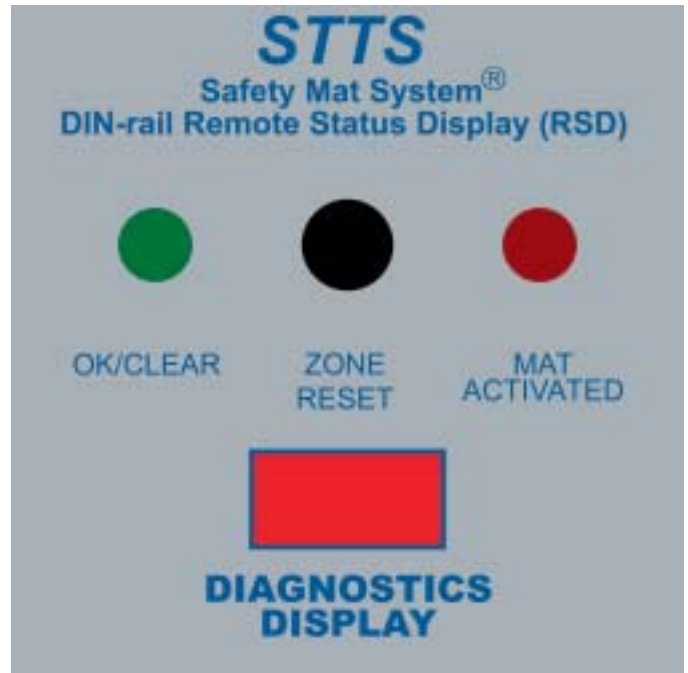 STTS
Safety Mat System®
DIN-rail Remote Status Display (RSD)
OK/CLEAR
ZONE
RESET
MAT
ACTIVATED
DIAGNOSTICS
DISPLAY